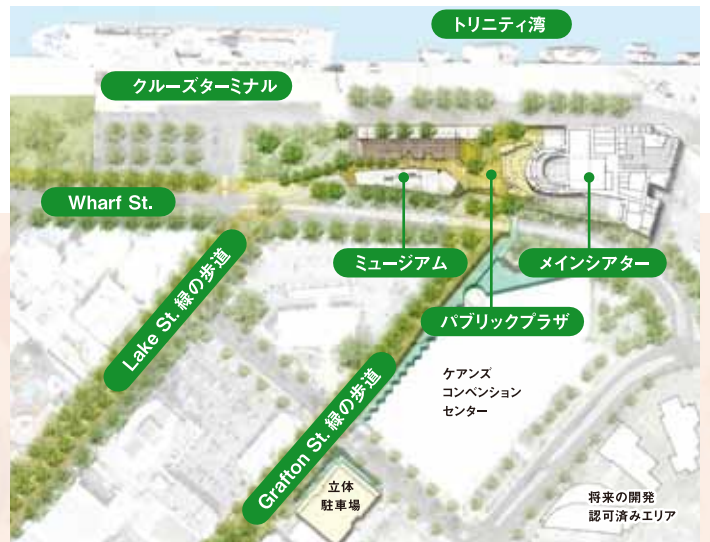 トリニティ湾
クルーズターミナル
Wharf St.
ミュージアム
メインシアター
パブリックプラザ
Lake St. 緑の歩道
Grafton St. 緑の歩道
ケアンズ
コンベンション
センター
立体
駐車場
将来の開発
認可済みエリア